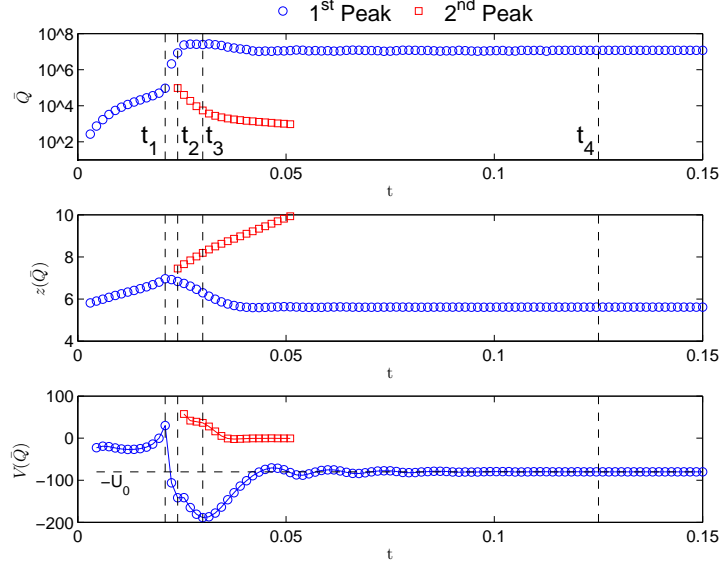 1st Peak 2nd Peak
10^8
10^6
10^4
10^2
Q̄
t1 t2 t3 t4
0 0.05 0.1 0.15
t
10
8
6
4
z(Q̄)
0 0.05 0.1 0.15
t
100
0
−100
−200
V(Q̄)
−U0
0 0.05 0.1 0.15
t